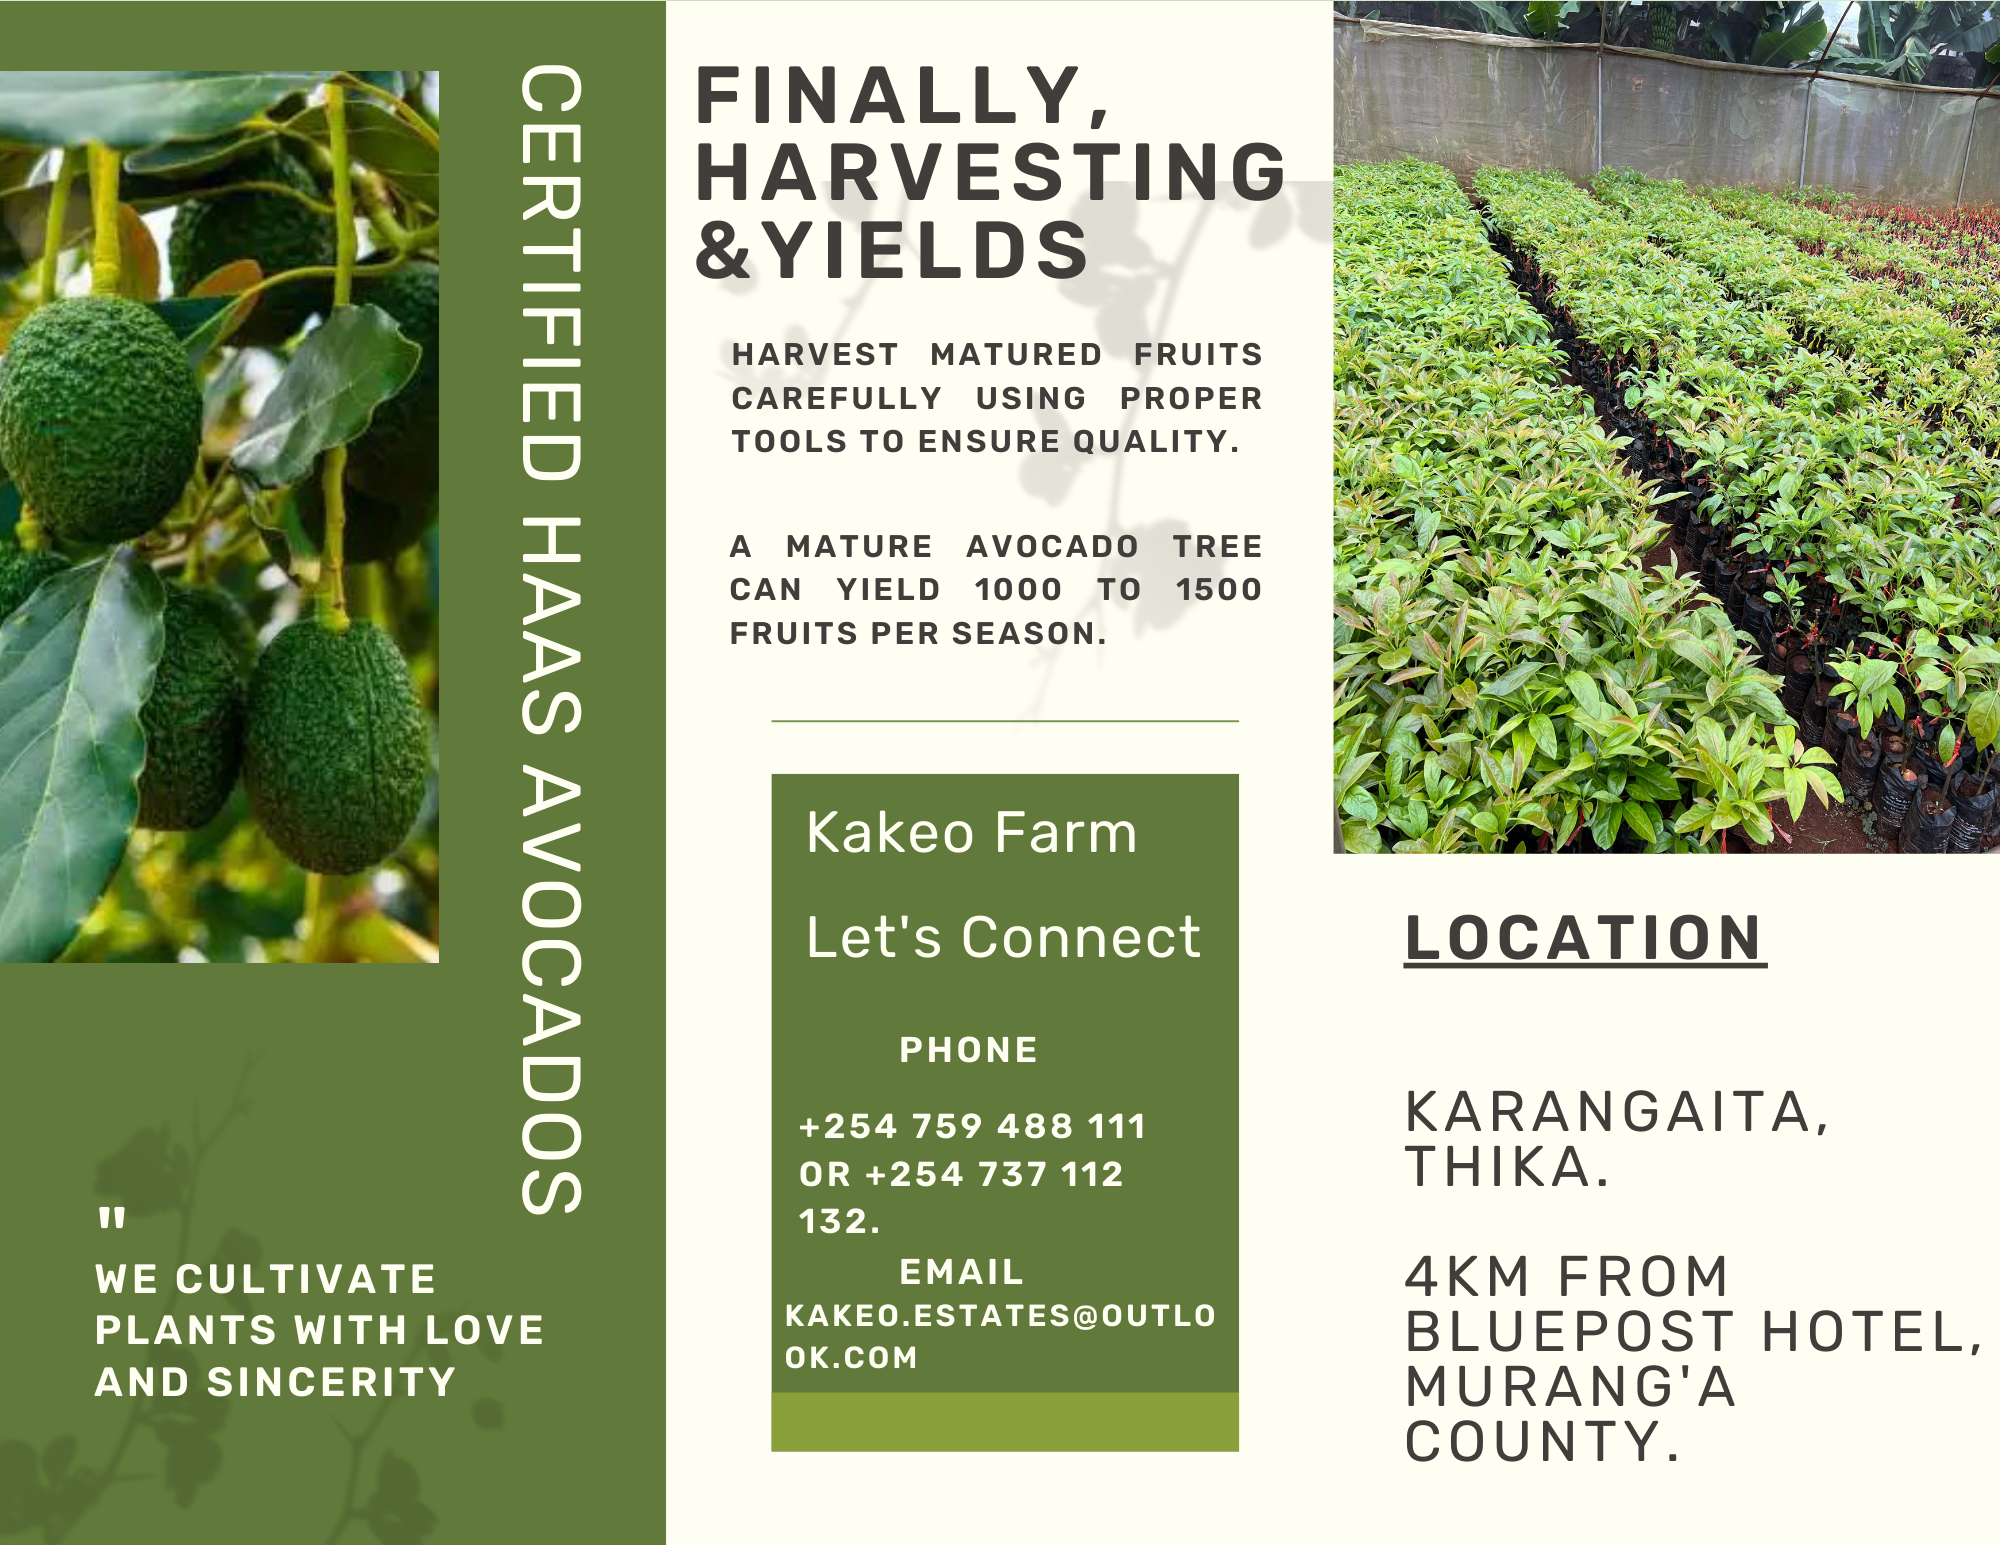 CERTIFIED HAAS AVOCADOS
"
WE CULTIVATE
PLANTS WITH LOVE
AND SINCERITY
FINALLY,
HARVESTING
&YIELDS
HARVEST MATURED FRUITS
CAREFULLY USING PROPER
TOOLS TO ENSURE QUALITY.
A MATURE AVOCADO TREE
CAN YIELD 1000 TO 1500
FRUITS PER SEASON.
Kakeo Farm
Let's Connect
PHONE
+254 759 488 111
OR +254 737 112
132.
EMAIL
KAKEO.ESTATES@OUTLO
OK.COM
LOCATION
KARANGAITA,
THIKA.
4KM FROM
BLUEPOST HOTEL,
MURANG'A
COUNTY.